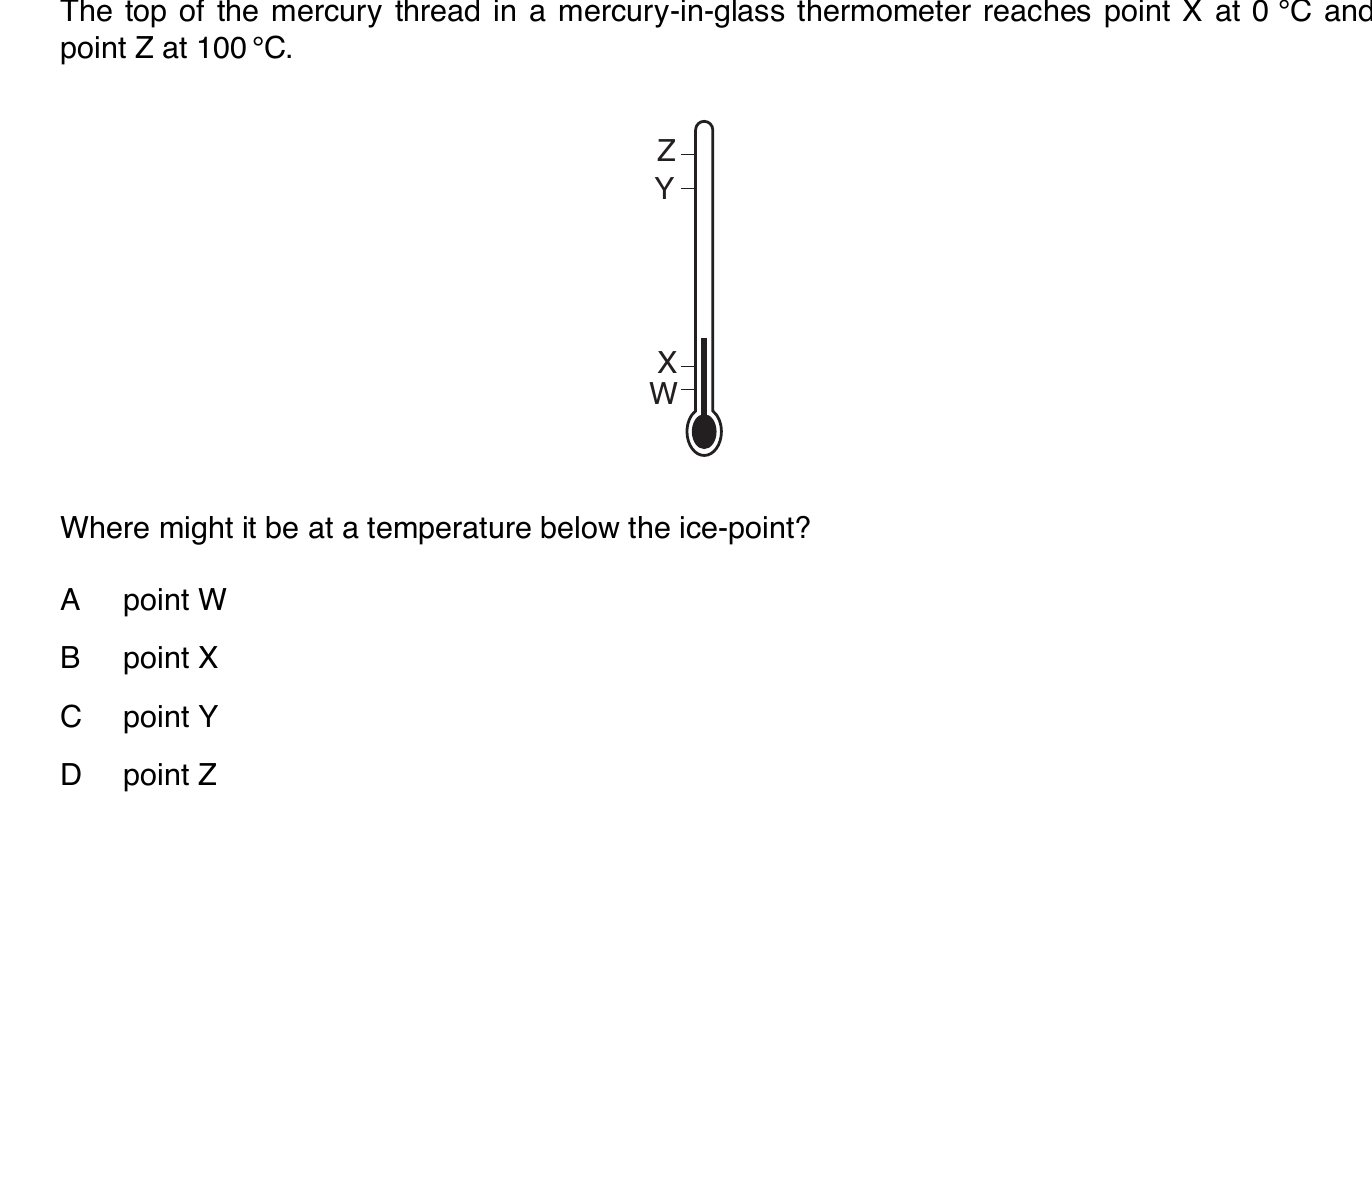 The top of the mercury thread in a mercury-in-glass thermometer reaches point X at 0 °C and
point Z at 100 °C.
Z
Y
X
W
Where might it be at a temperature below the ice-point?
A point W
B point X
C point Y
D point Z